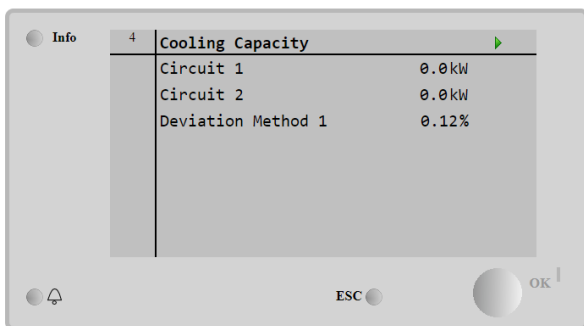 Info
4 Cooling Capacity
Circuit 1 0.0kW
Circuit 2 0.0kW
Deviation Method 1 0.12%
ESC
OK